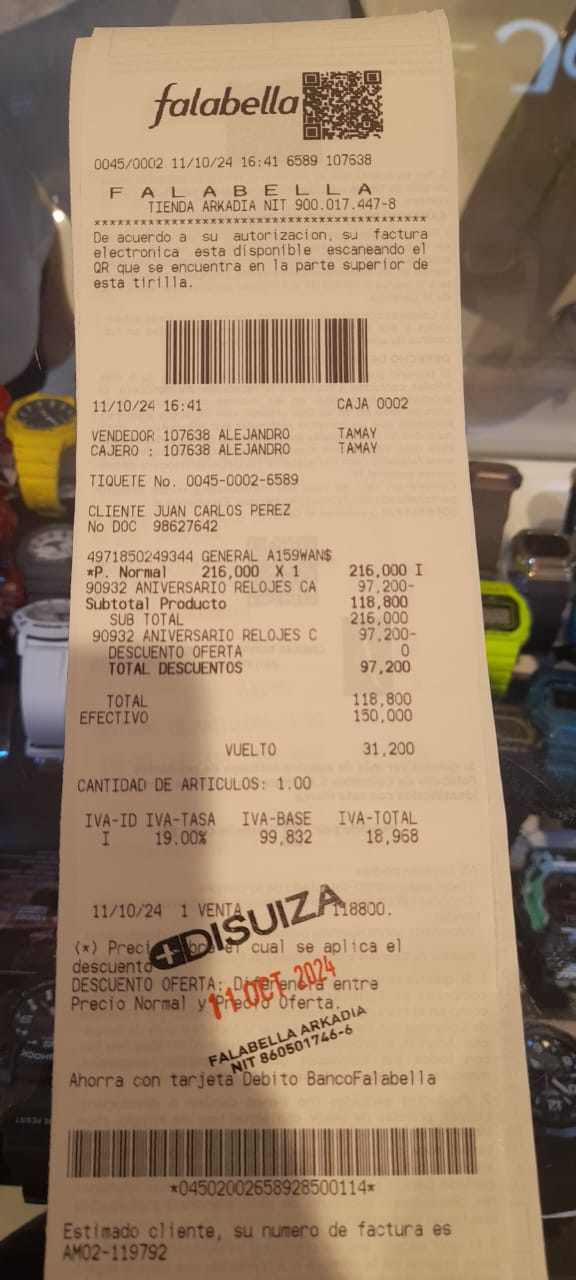 falabella
0045/0002 11/10/24 16:41 6589 107638
F A L A B E L L A
TIENDA ARKADIA NIT 900.017.447-8
******************************************
De acuerdo a su autorizacion, su factura
electronica esta disponible escaneando el
QR que se encuentra en la parte superior de
esta tirilla.
11/10/24 16:41 CAJA 0002
VENDEDOR 107638 ALEJANDRO TAMAY
CAJERO : 107638 ALEJANDRO TAMAY
TIQUETE No. 0045-0002-6589
CLIENTE JUAN CARLOS PEREZ
No DOC 98627642
4971850249344 GENERAL A159WAN$
*P. Normal 216,000 X 1 216,000 I
90932 ANIVERSARIO RELOJES CA 97,200-
Subtotal Producto 118,800
SUB TOTAL 216,000
90932 ANIVERSARIO RELOJES C 97,200-
DESCUENTO OFERTA 0
TOTAL DESCUENTOS 97,200
TOTAL 118,800
EFECTIVO 150,000
VUELTO 31,200
CANTIDAD DE ARTICULOS: 1.00
IVA-ID IVA-TASA IVA-BASE IVA-TOTAL
I 19.00% 99,832 18,968
11/10/24 1 VENTA 118800.
DISUIZA
(*) Precio sobre el cual se aplica el
descuento
DESCUENTO OFERTA: Diferencia entre
11 OCT 2024
Precio Normal y Precio Oferta.
FALABELLA ARKADIA
NIT 860501746-6
Ahorra con tarjeta Debito BancoFalabella
*04502002658928500114*
Estimado cliente, su numero de factura es
AM02-119792